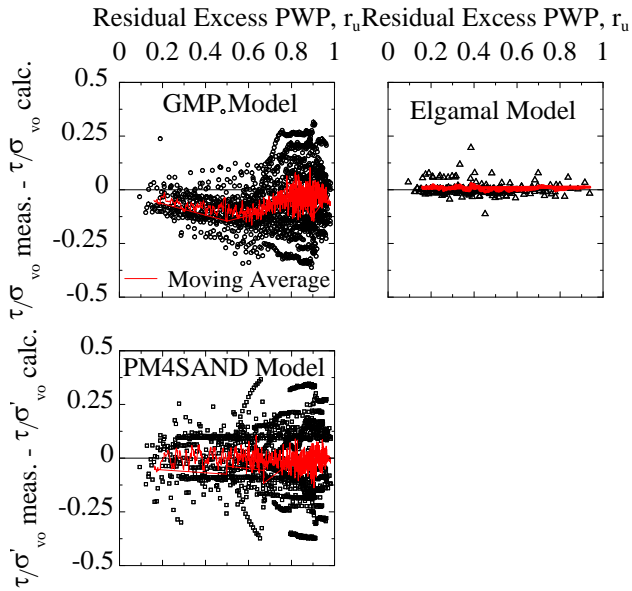 Residual Excess PWP, r_u Residual Excess PWP, r_u
0 0.2 0.4 0.6 0.8 1 0 0.2 0.4 0.6 0.8 1
0.5
0.25
0
-0.25
-0.5
τ/σ_vo meas. - τ/σ_vo calc.
GMP Model
Moving Average
Elgamal Model
0.5
0.25
0
-0.25
-0.5
τ/σ'_vo meas. - τ/σ'_vo calc.
PM4SAND Model